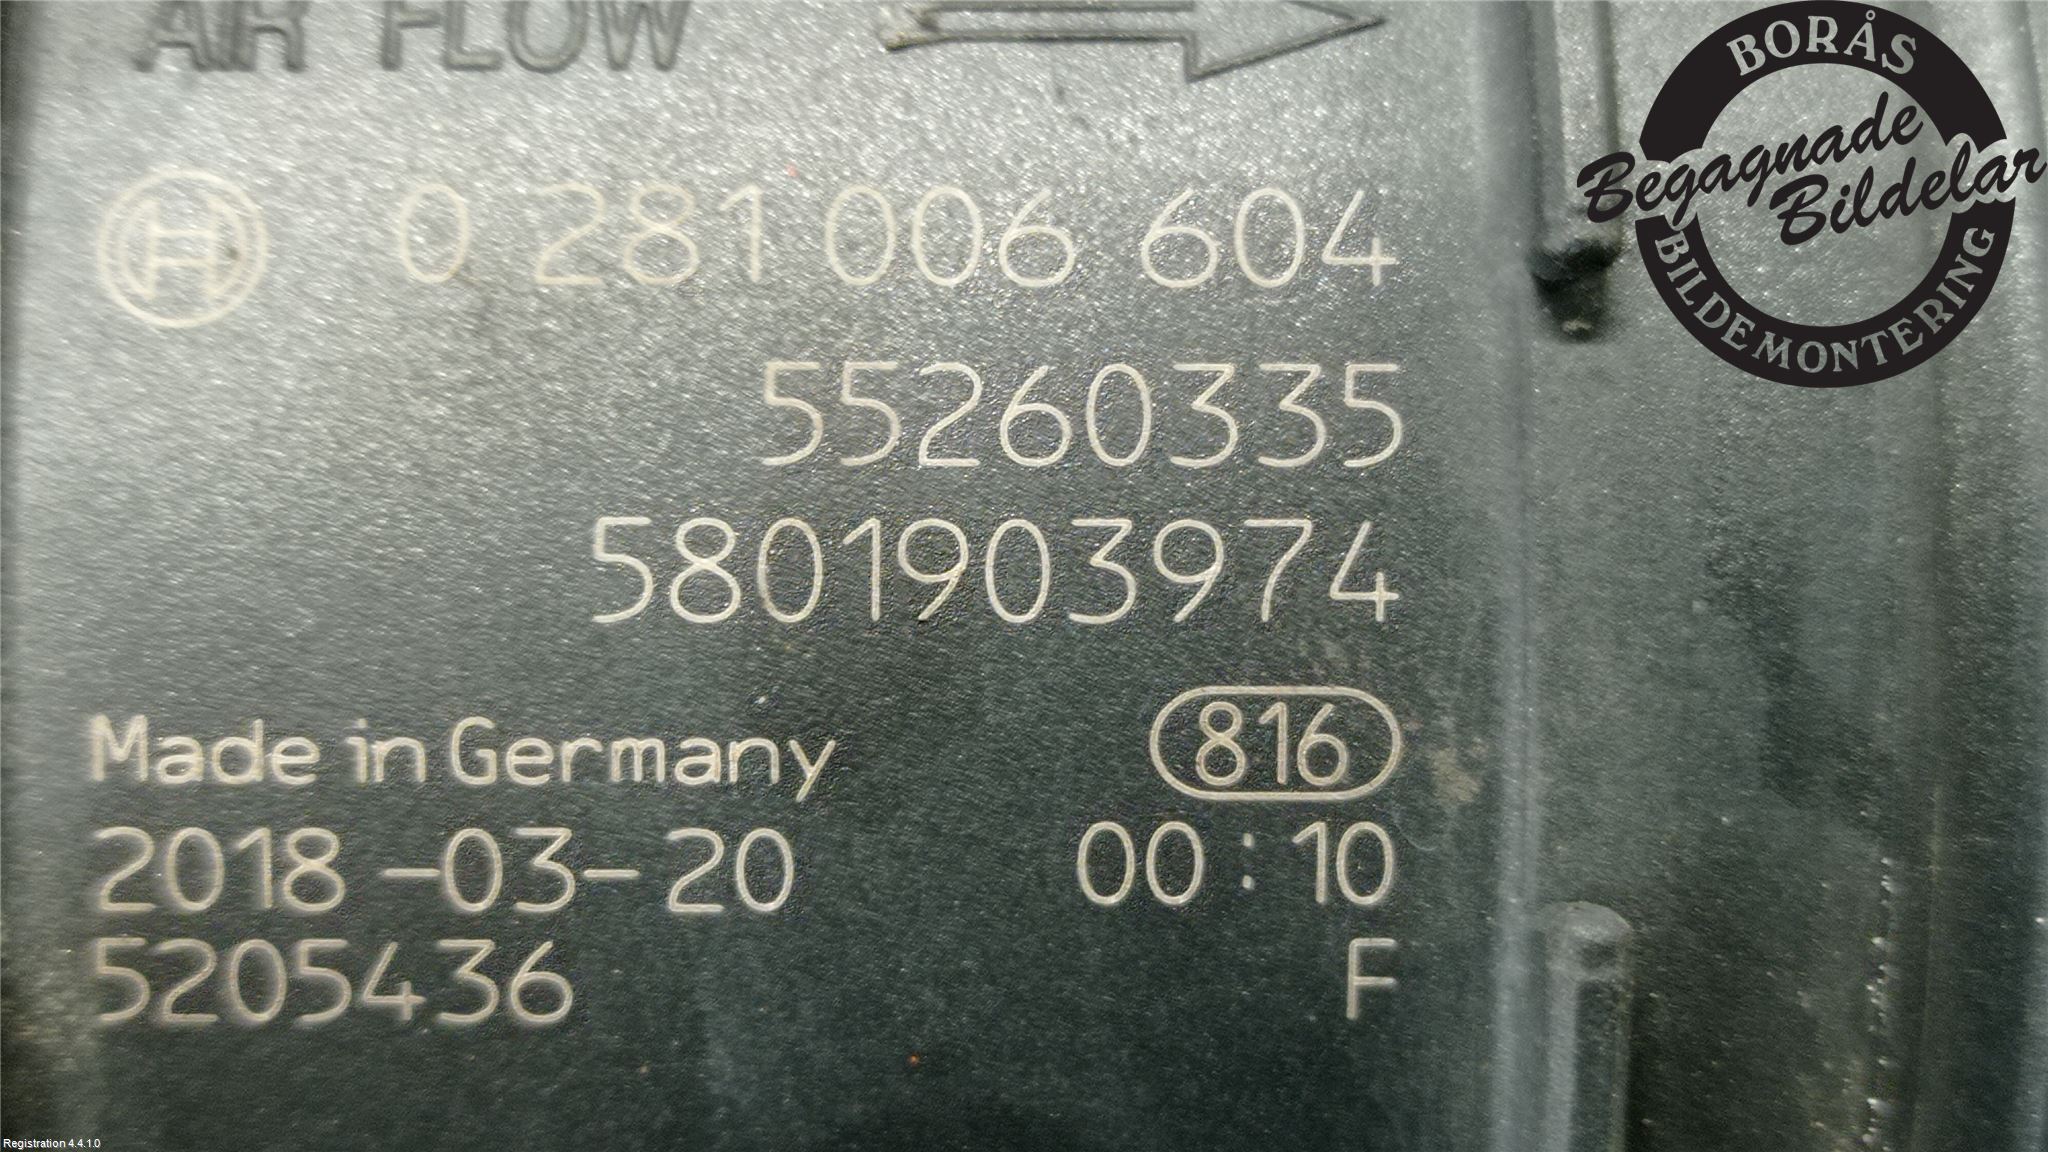 AIR FLOW
0 281 006 604
55260335
5801903974
Made in Germany 816
2018-03-20 00:10
5205436 F
BORÅS
Begagnade
Bildelar
BILDEMONTERING
Registration 4.4.1.0